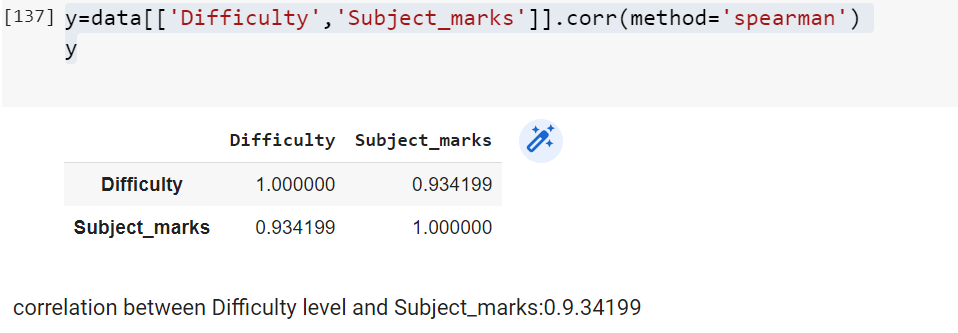 [137] y=data[['Difficulty','Subject_marks']].corr(method='spearman')
y
Difficulty Subject_marks
Difficulty 1.000000 0.934199
Subject_marks 0.934199 1.000000
correlation between Difficulty level and Subject_marks:0.9.34199